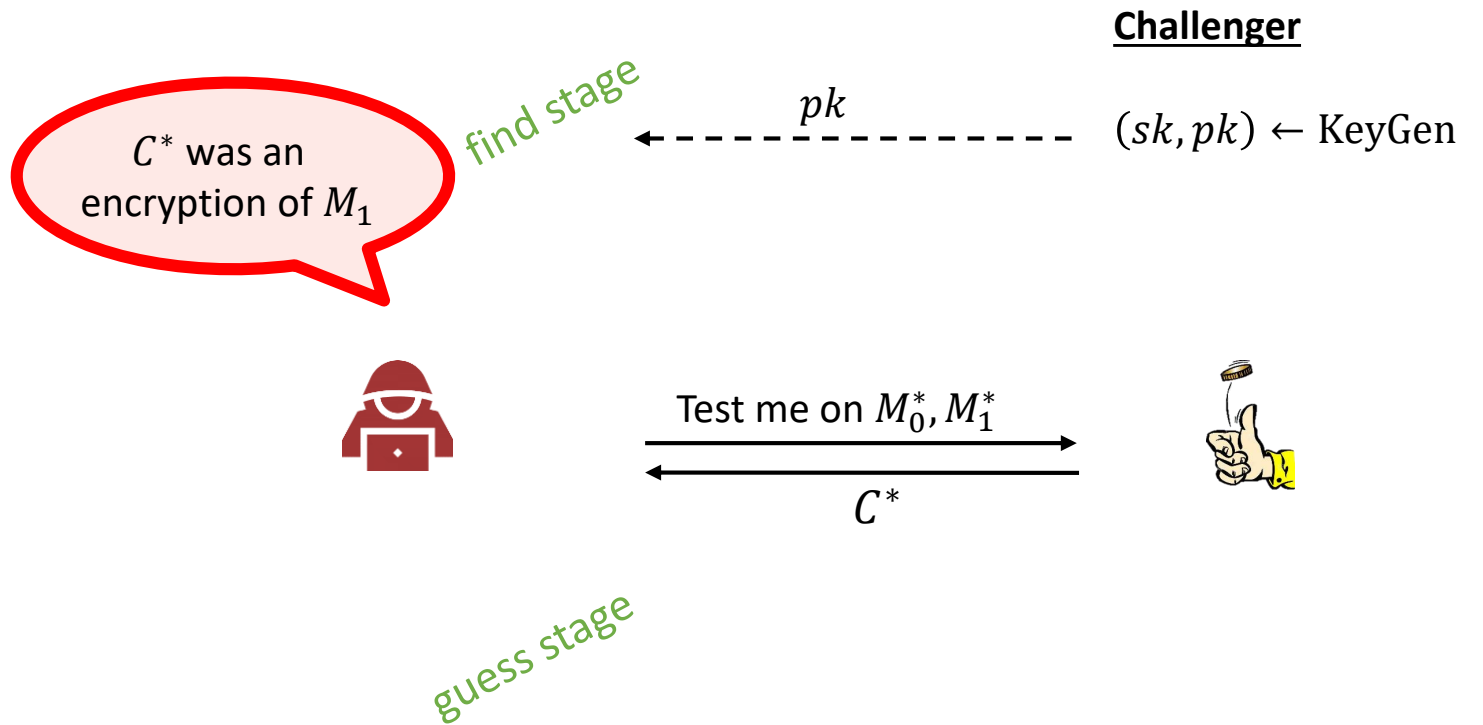 Challenger
find stage
pk
(sk, pk) ← KeyGen
C* was an
encryption of M₁
Test me on M₀*, M₁*
C*
guess stage